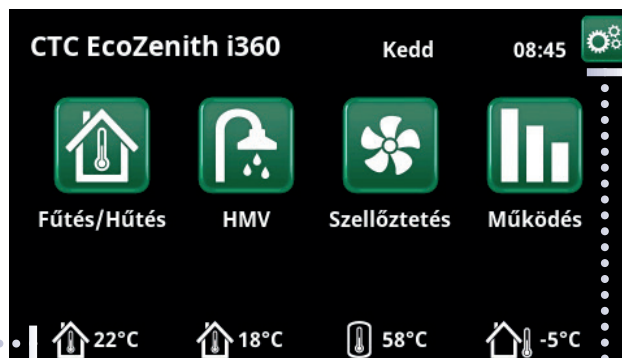 CTC EcoZenith i360 Kedd 08:45
Fűtés/Hűtés HMV Szellőztetés Működés
22°C 18°C 58°C -5°C